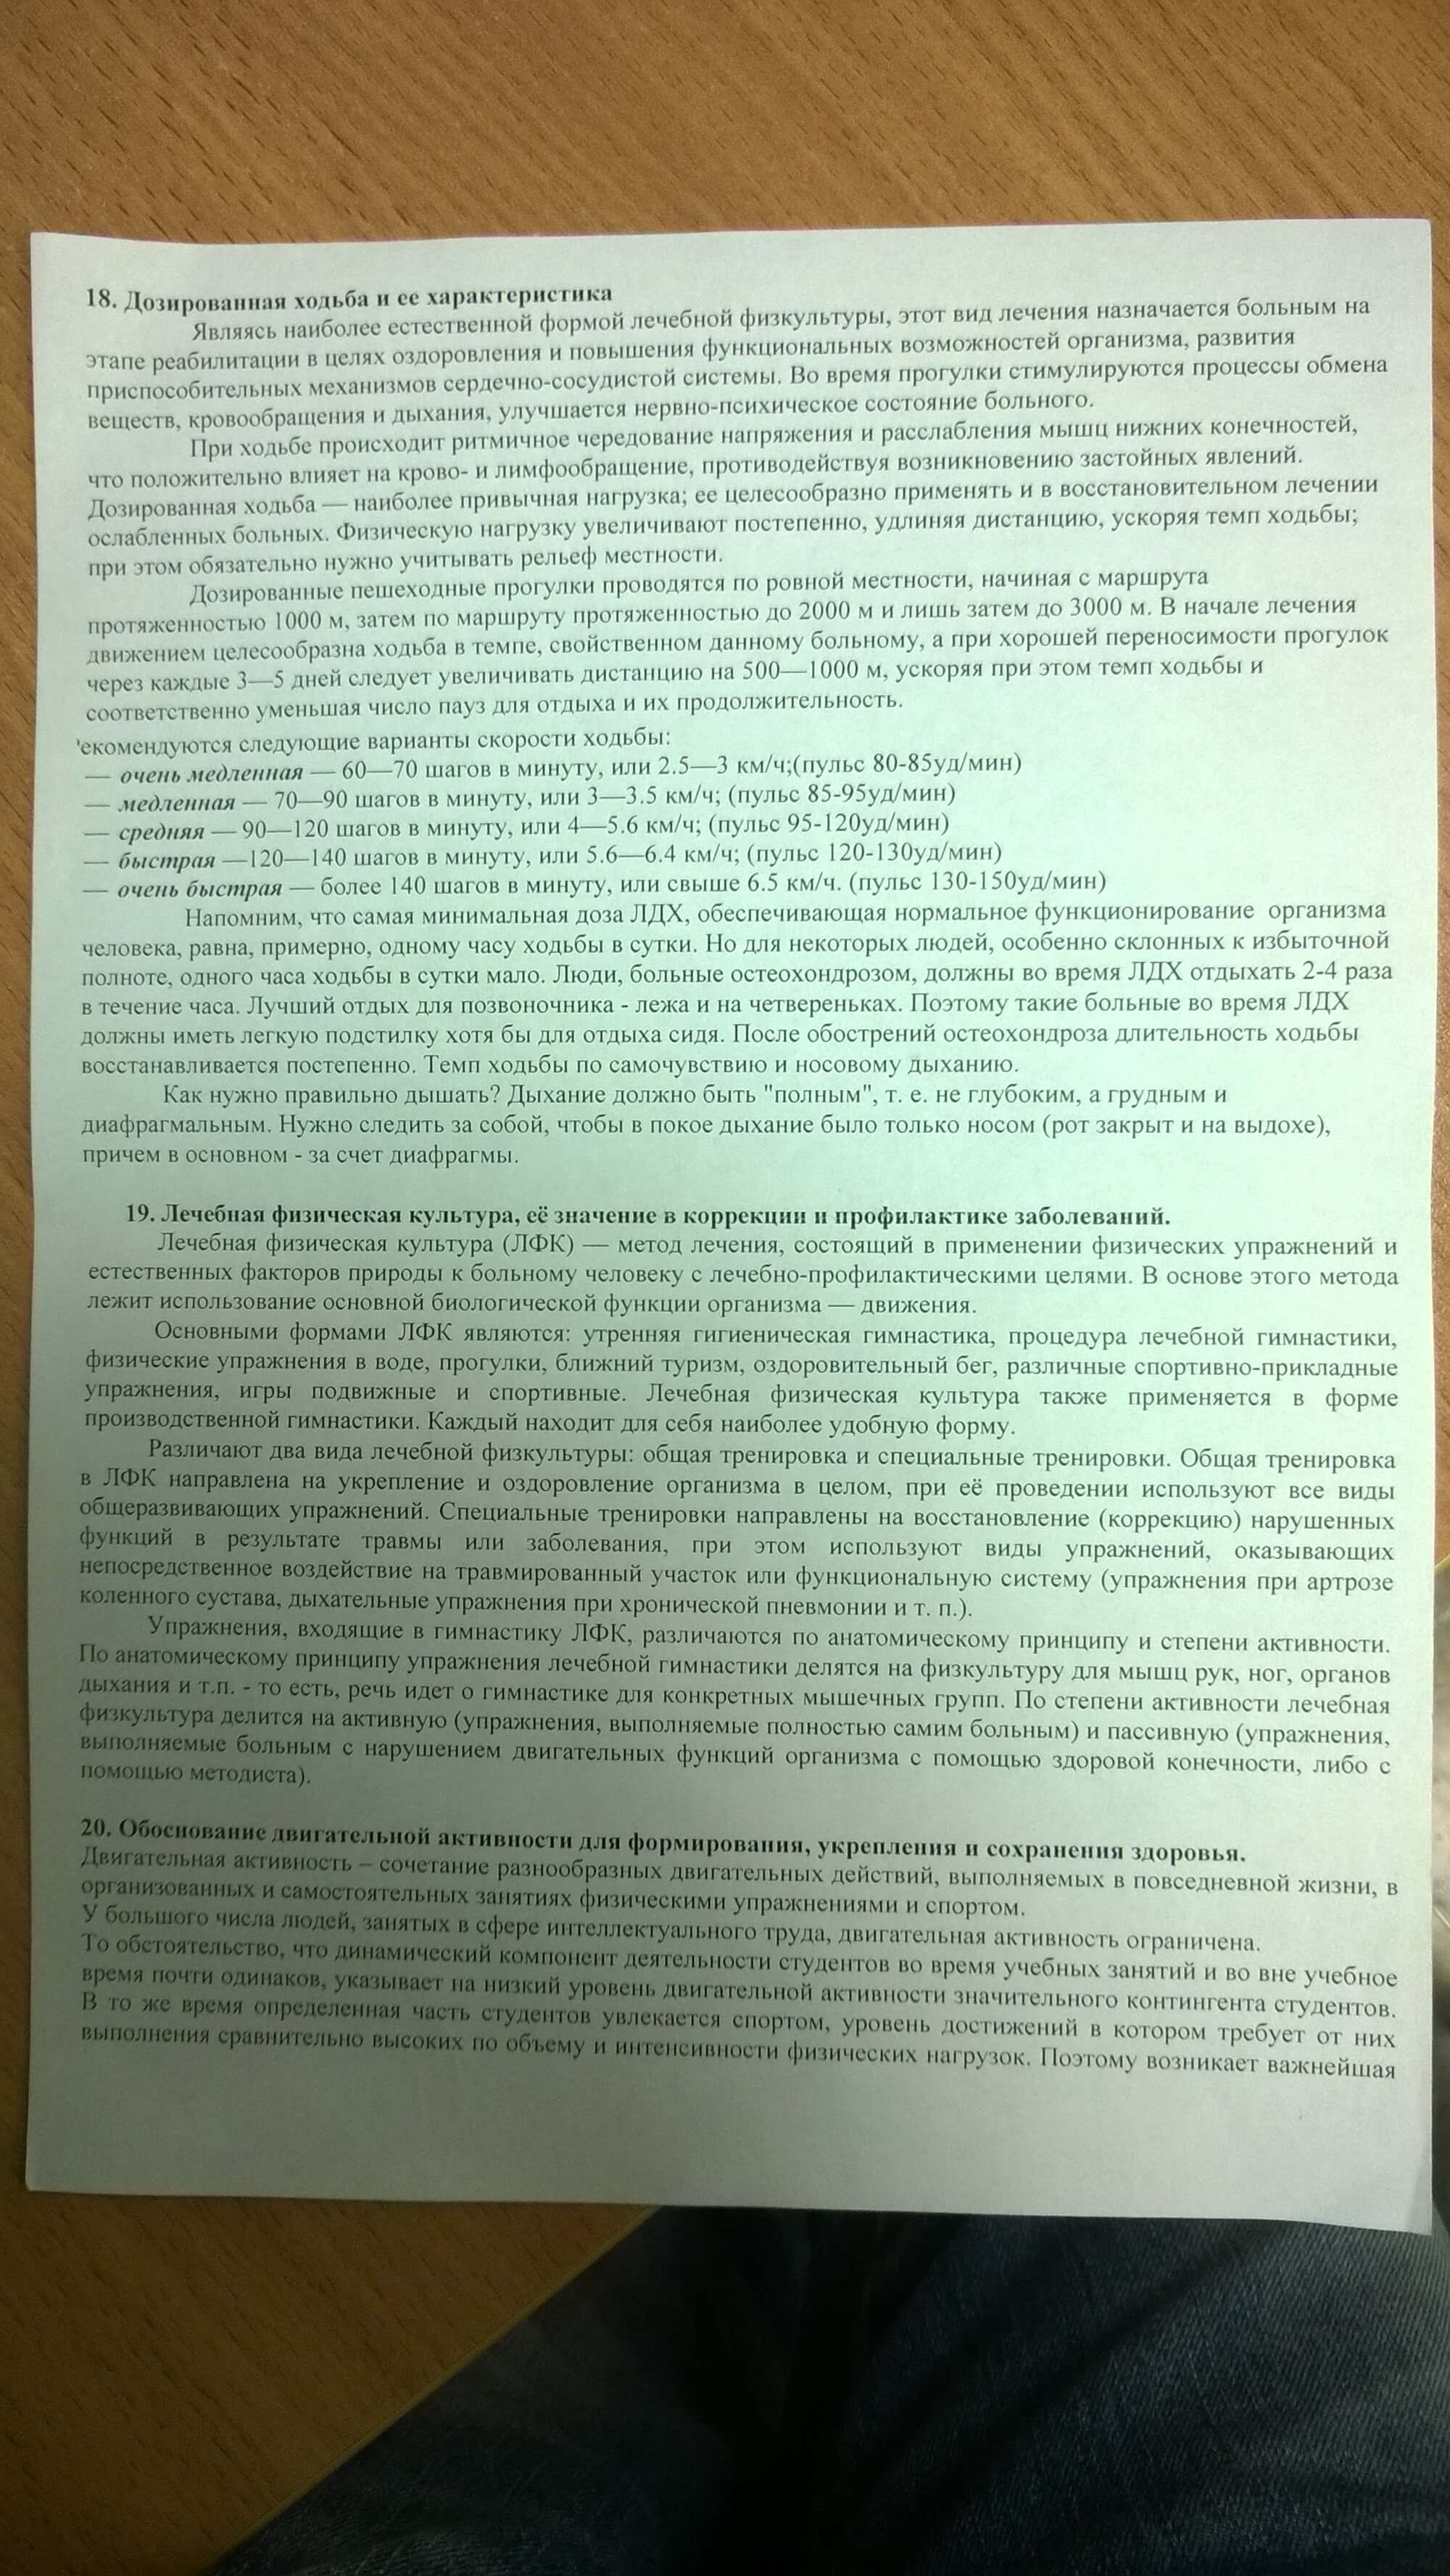 18. Дозированная ходьба и ее характеристика
Являясь наиболее естественной формой лечебной физкультуры, этот вид лечения назначается больным на
этапе реабилитации в целях оздоровления и повышения функциональных возможностей организма, развития
приспособительных механизмов сердечно-сосудистой системы. Во время прогулки стимулируются процессы обмена
веществ, кровообращения и дыхания, улучшается нервно-психическое состояние больного.
При ходьбе происходит ритмичное чередование напряжения и расслабления мышц нижних конечностей,
что положительно влияет на крово- и лимфообращение, противодействуя возникновению застойных явлений.
Дозированная ходьба — наиболее привычная нагрузка; ее целесообразно применять и в восстановительном лечении
ослабленных больных. Физическую нагрузку увеличивают постепенно, удлиняя дистанцию, ускоряя темп ходьбы;
при этом обязательно нужно учитывать рельеф местности.
Дозированные пешеходные прогулки проводятся по ровной местности, начиная с маршрута
протяженностью 1000 м, затем по маршруту протяженностью до 2000 м и лишь затем до 3000 м. В начале лечения
движением целесообразна ходьба в темпе, свойственном данному больному, а при хорошей переносимости прогулок
через каждые 3—5 дней следует увеличивать дистанцию на 500—1000 м, ускоряя при этом темп ходьбы и
соответственно уменьшая число пауз для отдыха и их продолжительность.
'екомендуются следующие варианты скорости ходьбы:
— очень медленная — 60—70 шагов в минуту, или 2.5—3 км/ч;(пульс 80-85уд/мин)
— медленная — 70—90 шагов в минуту, или 3—3.5 км/ч; (пульс 85-95уд/мин)
— средняя — 90—120 шагов в минуту, или 4—5.6 км/ч; (пульс 95-120уд/мин)
— быстрая —120—140 шагов в минуту, или 5.6—6.4 км/ч; (пульс 120-130уд/мин)
— очень быстрая — более 140 шагов в минуту, или свыше 6.5 км/ч. (пульс 130-150уд/мин)
Напомним, что самая минимальная доза ЛДХ, обеспечивающая нормальное функционирование организма
человека, равна, примерно, одному часу ходьбы в сутки. Но для некоторых людей, особенно склонных к избыточной
полноте, одного часа ходьбы в сутки мало. Люди, больные остеохондрозом, должны во время ЛДХ отдыхать 2-4 раза
в течение часа. Лучший отдых для позвоночника - лежа и на четвереньках. Поэтому такие больные во время ЛДХ
должны иметь легкую подстилку хотя бы для отдыха сидя. После обострений остеохондроза длительность ходьбы
восстанавливается постепенно. Темп ходьбы по самочувствию и носовому дыханию.
Как нужно правильно дышать? Дыхание должно быть "полным", т. е. не глубоким, а грудным и
диафрагмальным. Нужно следить за собой, чтобы в покое дыхание было только носом (рот закрыт и на выдохе),
причем в основном - за счет диафрагмы.
19. Лечебная физическая культура, её значение в коррекции и профилактике заболеваний.
Лечебная физическая культура (ЛФК) — метод лечения, состоящий в применении физических упражнений и
естественных факторов природы к больному человеку с лечебно-профилактическими целями. В основе этого метода
лежит использование основной биологической функции организма — движения.
Основными формами ЛФК являются: утренняя гигиеническая гимнастика, процедура лечебной гимнастики,
физические упражнения в воде, прогулки, ближний туризм, оздоровительный бег, различные спортивно-прикладные
упражнения, игры подвижные и спортивные. Лечебная физическая культура также применяется в форме
производственной гимнастики. Каждый находит для себя наиболее удобную форму.
Различают два вида лечебной физкультуры: общая тренировка и специальные тренировки. Общая тренировка
в ЛФК направлена на укрепление и оздоровление организма в целом, при её проведении используют все виды
общеразвивающих упражнений. Специальные тренировки направлены на восстановление (коррекцию) нарушенных
функций в результате травмы или заболевания, при этом используют виды упражнений, оказывающих
непосредственное воздействие на травмированный участок или функциональную систему (упражнения при артрозе
коленного сустава, дыхательные упражнения при хронической пневмонии и т. п.).
Упражнения, входящие в гимнастику ЛФК, различаются по анатомическому принципу и степени активности.
По анатомическому принципу упражнения лечебной гимнастики делятся на физкультуру для мышц рук, ног, органов
дыхания и т.п. - то есть, речь идет о гимнастике для конкретных мышечных групп. По степени активности лечебная
физкультура делится на активную (упражнения, выполняемые полностью самим больным) и пассивную (упражнения,
выполняемые больным с нарушением двигательных функций организма с помощью здоровой конечности, либо с
помощью методиста).
20. Обоснование двигательной активности для формирования, укрепления и сохранения здоровья.
Двигательная активность – сочетание разнообразных двигательных действий, выполняемых в повседневной жизни, в
организованных и самостоятельных занятиях физическими упражнениями и спортом.
У большого числа людей, занятых в сфере интеллектуального труда, двигательная активность ограничена.
То обстоятельство, что динамический компонент деятельности студентов во время учебных занятий и во вне учебное
время почти одинаков, указывает на низкий уровень двигательной активности значительного контингента студентов.
В то же время определенная часть студентов увлекается спортом, уровень достижений в котором требует от них
выполнения сравнительно высоких по объему и интенсивности физических нагрузок. Поэтому возникает важнейшая